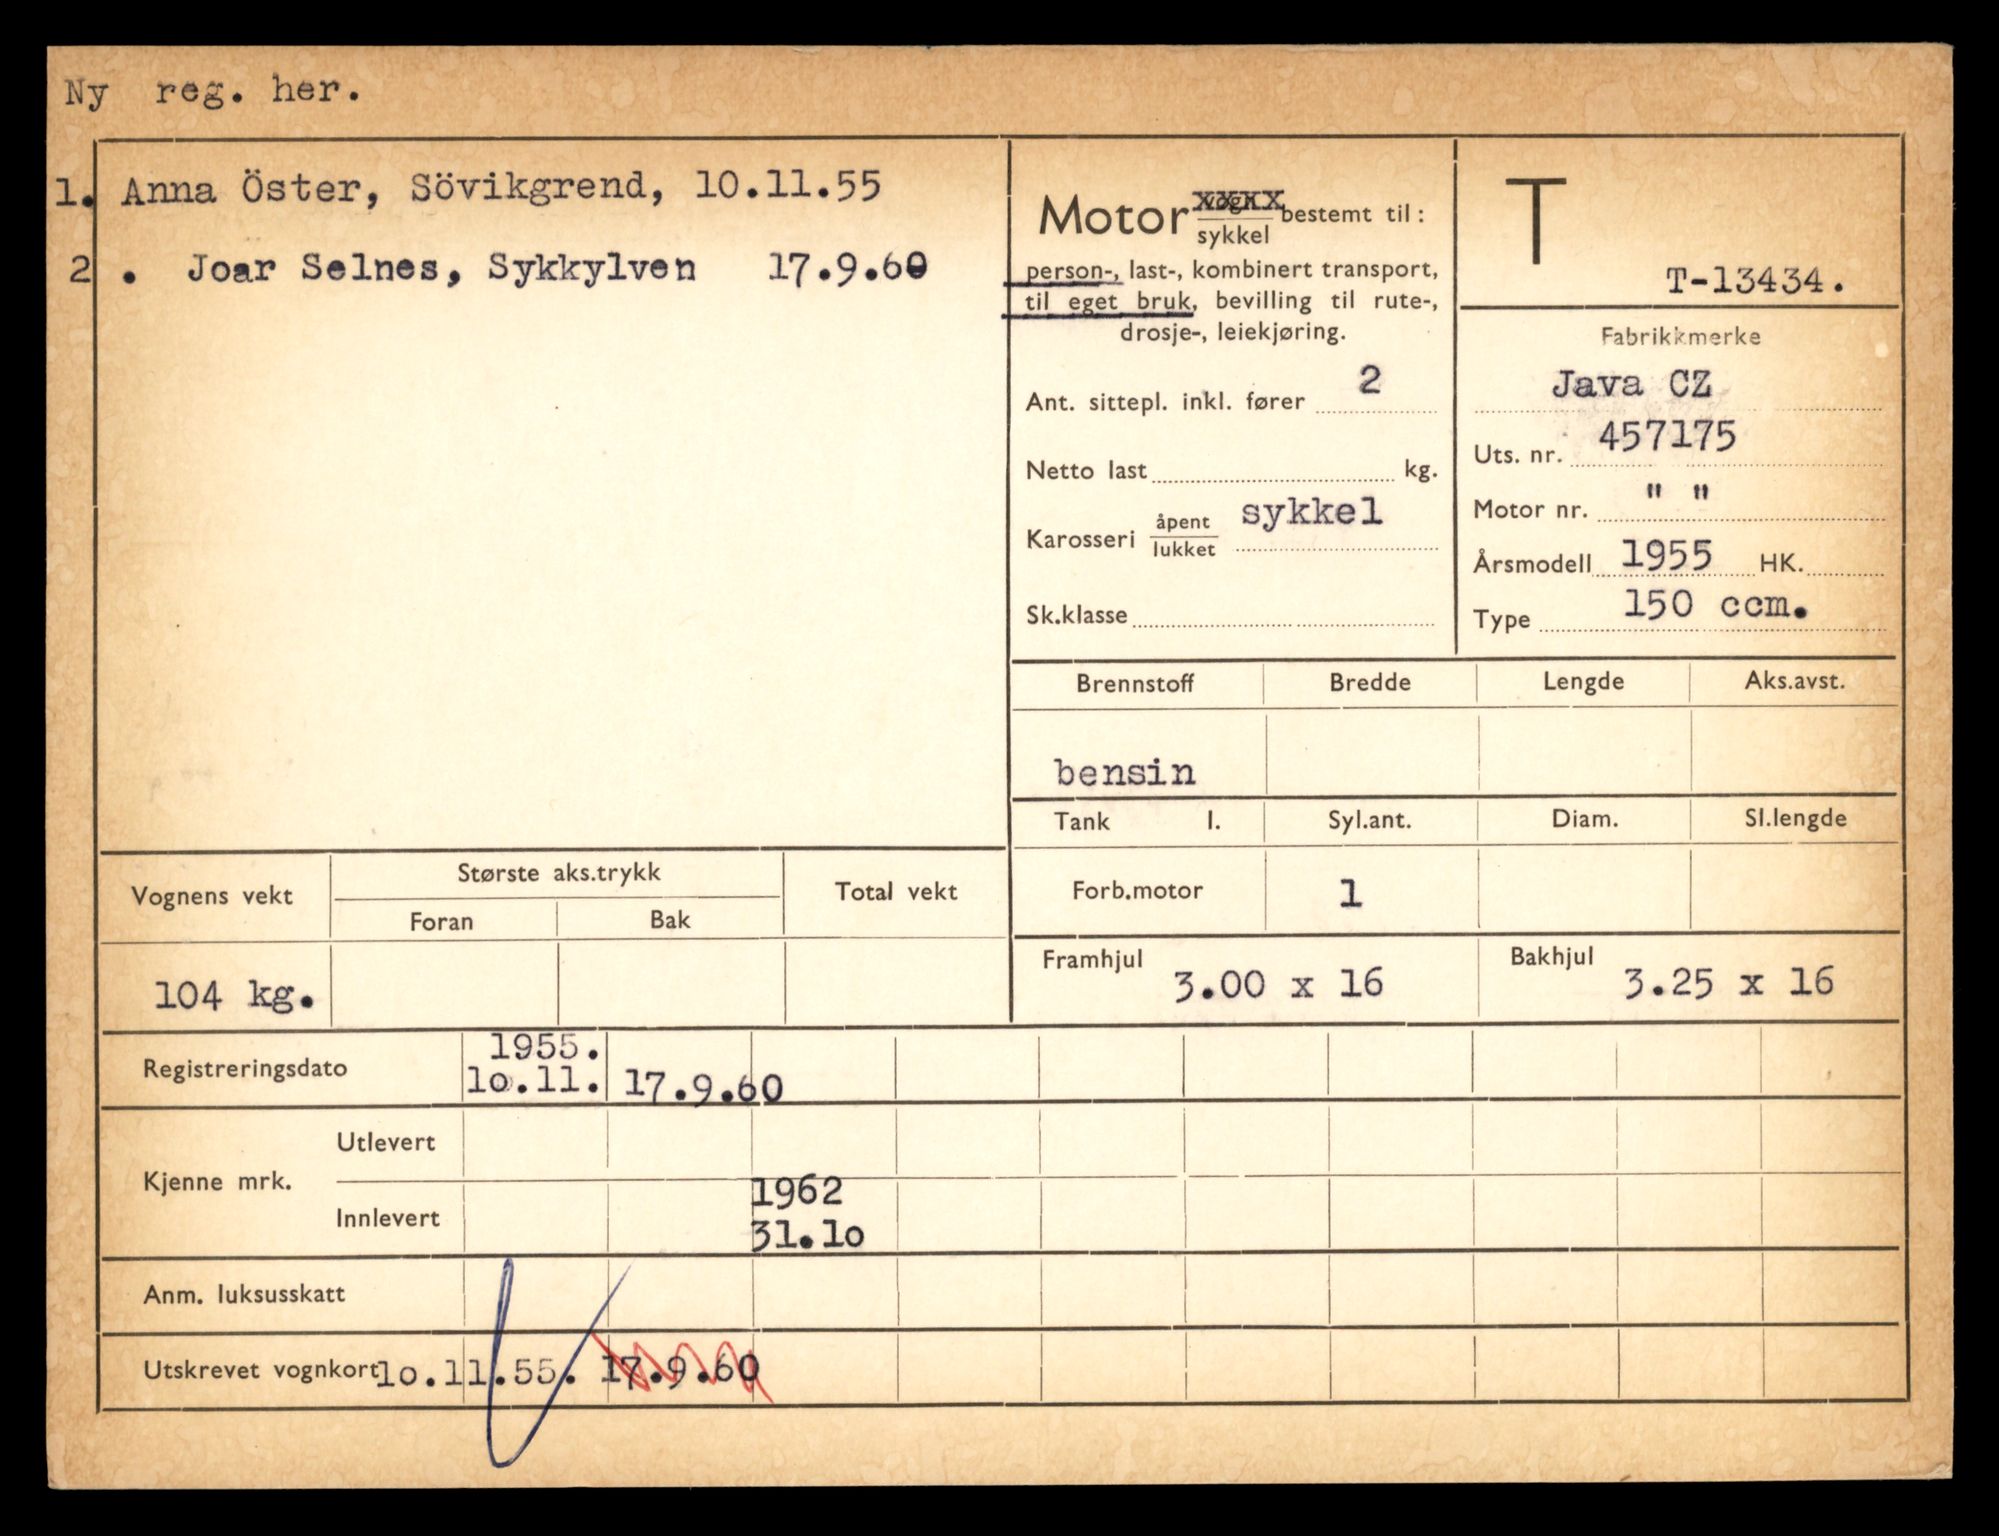 Ny reg. her.
1. Anna Öster, Sövikgrend, 10.11.55
2. Joar Selnes, Sykkylven 17.9.60
Motor vogn sykkel bestemt til:
person-, last-, kombinert transport,
til eget bruk, bevilling til rute-,
drosje-, leiekjøring.
Ant. sittepl. inkl. fører 2
Netto last kg.
Karosseri åpent lukket sykkel
Sk.klasse
T
T-13434.
Fabrikkmerke
Java CZ
Uts. nr. 457175
Motor nr. " "
Årsmodell 1955 HK.
Type 150 ccm.
Brennstoff Bredde Lengde Aks.avst.
bensin
Tank l. Syl.ant. Diam. Sl.lengde
Forb.motor 1
Framhjul 3.00 x 16 Bakhjul 3.25 x 16
Vognens vekt Største aks.trykk Total vekt
Foran Bak
104 kg.
Registreringsdato 1955.
10.11. 17.9.60
Kjenne mrk. Utlevert
Innlevert 1962
31.10
Anm. luksusskatt
Utskrevet vognkort 10.11.55. 17.9.60